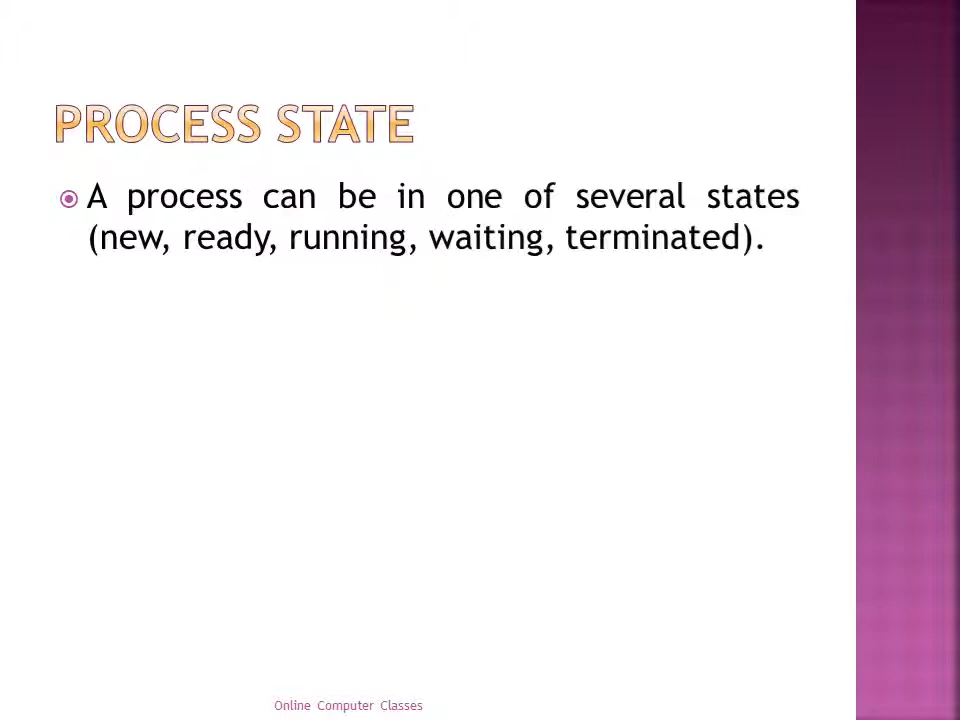 PROCESS STATE
A process can be in one of several states
(new, ready, running, waiting, terminated).
Online Computer Classes